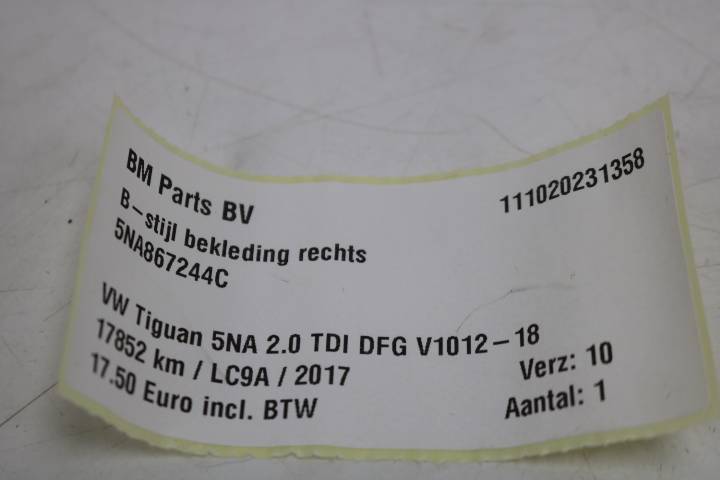 BM Parts BV
111020231358
B-stijl bekleding rechts
5NA867244C
VW Tiguan 5NA 2.0 TDI DFG V1012-18
17852 km / LC9A / 2017
Verz: 10
17.50 Euro incl. BTW
Aantal: 1